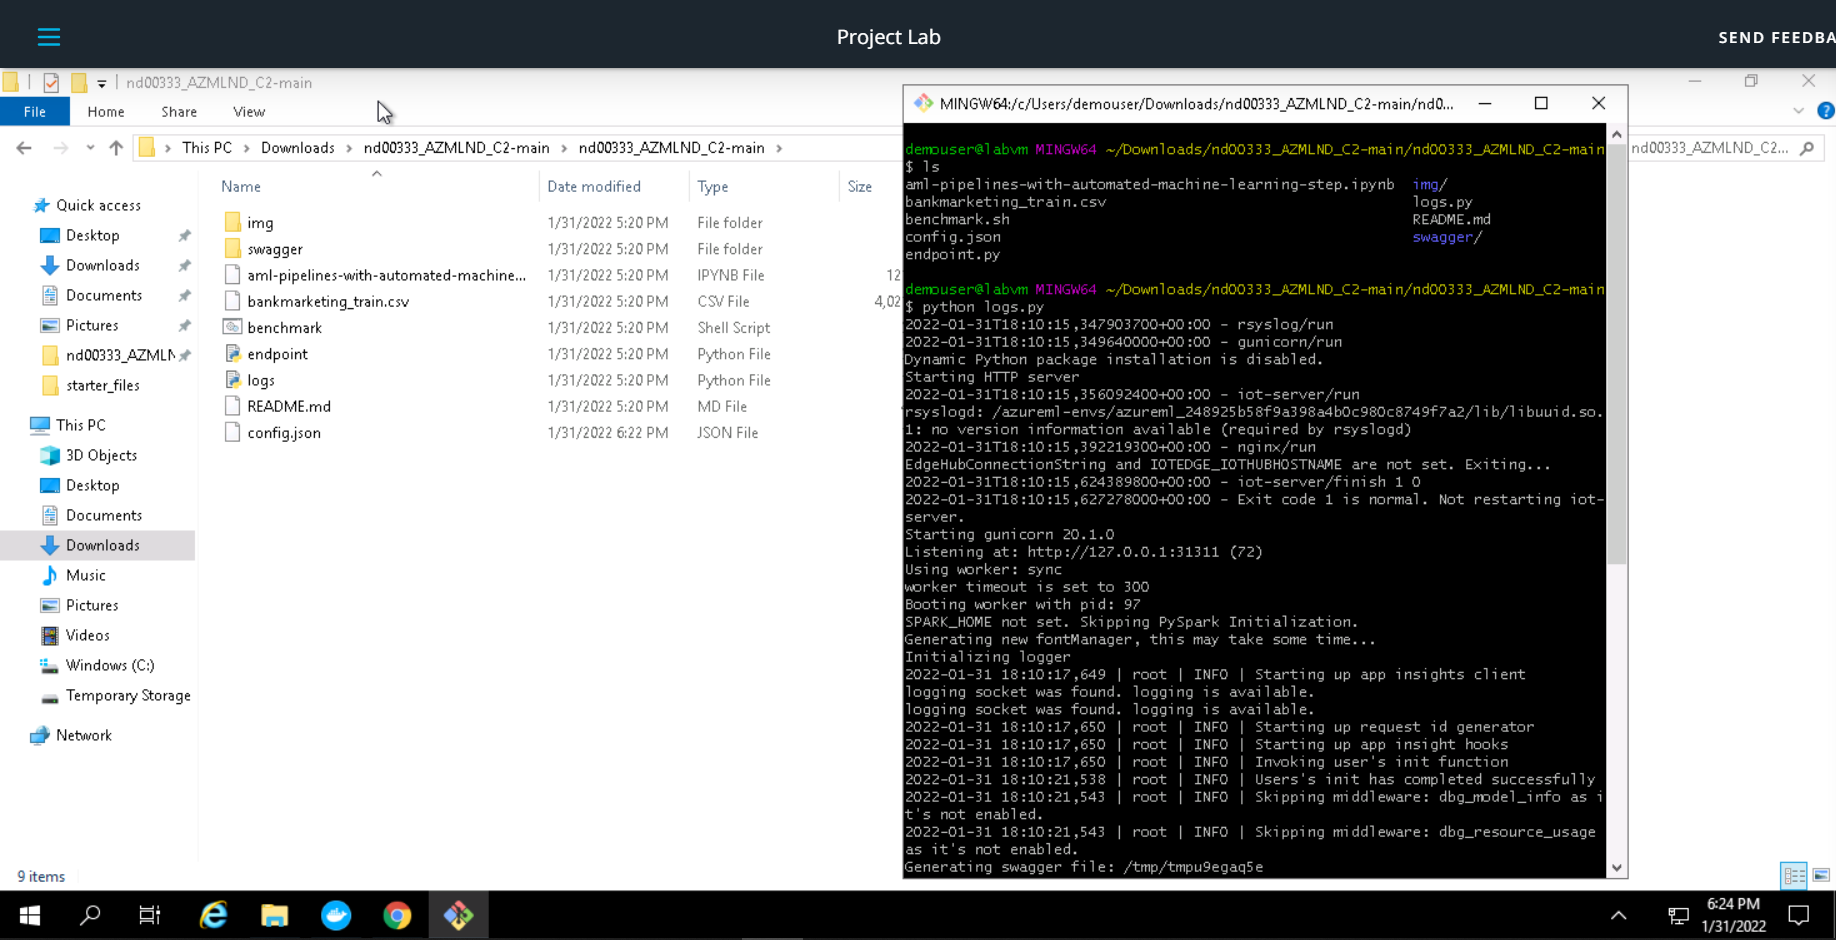 Project Lab
SEND FEEDBA
nd00333_AZMLND_C2-main
File Home Share View
This PC Downloads nd00333_AZMLND_C2-main nd00333_AZMLND_C2-main
nd00333_AZMLND_C2...
Name Date modified Type Size
Quick access
Desktop
Downloads
Documents
Pictures
nd00333_AZMLN
starter_files
This PC
3D Objects
Desktop
Documents
Downloads
Music
Pictures
Videos
Windows (C:)
Temporary Storage
Network
img 1/31/2022 5:20 PM File folder
swagger 1/31/2022 5:20 PM File folder
aml-pipelines-with-automated-machine... 1/31/2022 5:20 PM IPYNB File 12
bankmarketing_train.csv 1/31/2022 5:20 PM CSV File 4,02
benchmark 1/31/2022 5:20 PM Shell Script
endpoint 1/31/2022 5:20 PM Python File
logs 1/31/2022 5:20 PM Python File
README.md 1/31/2022 5:20 PM MD File
config.json 1/31/2022 6:22 PM JSON File
9 items
MINGW64:/c/Users/demouser/Downloads/nd00333_AZMLND_C2-main/nd0...
demouser@labvm MINGW64 ~/Downloads/nd00333_AZMLND_C2-main/nd00333_AZMLND_C2-main
$ ls
aml-pipelines-with-automated-machine-learning-step.ipynb img/
bankmarketing_train.csv logs.py
benchmark.sh README.md
config.json swagger/
endpoint.py
demouser@labvm MINGW64 ~/Downloads/nd00333_AZMLND_C2-main/nd00333_AZMLND_C2-main
$ python logs.py
2022-01-31T18:10:15,347903700+00:00 - rsyslog/run
2022-01-31T18:10:15,349640000+00:00 - gunicorn/run
Dynamic Python package installation is disabled.
Starting HTTP server
2022-01-31T18:10:15,356092400+00:00 - iot-server/run
rsyslogd: /azureml-envs/azureml_248925b58f9a398a4b0c980c8749f7a2/lib/libuuid.so.
1: no version information available (required by rsyslogd)
2022-01-31T18:10:15,392219300+00:00 - nginx/run
EdgeHubConnectionString and IOTEDGE_IOTHUBHOSTNAME are not set. Exiting...
2022-01-31T18:10:15,624389800+00:00 - iot-server/finish 1 0
2022-01-31T18:10:15,627278000+00:00 - Exit code 1 is normal. Not restarting iot-
server.
Starting gunicorn 20.1.0
Listening at: http://127.0.0.1:31311 (72)
Using worker: sync
worker timeout is set to 300
Booting worker with pid: 97
SPARK_HOME not set. Skipping PySpark Initialization.
Generating new fontManager, this may take some time...
Initializing logger
2022-01-31 18:10:17,649 | root | INFO | Starting up app insights client
logging socket was found. logging is available.
logging socket was found. logging is available.
2022-01-31 18:10:17,650 | root | INFO | Starting up request id generator
2022-01-31 18:10:17,650 | root | INFO | Starting up app insight hooks
2022-01-31 18:10:17,650 | root | INFO | Invoking user's init function
2022-01-31 18:10:21,538 | root | INFO | Users's init has completed successfully
2022-01-31 18:10:21,543 | root | INFO | Skipping middleware: dbg_model_info as i
t's not enabled.
2022-01-31 18:10:21,543 | root | INFO | Skipping middleware: dbg_resource_usage
as it's not enabled.
Generating swagger file: /tmp/tmpu9egaq5e
6:24 PM
1/31/2022